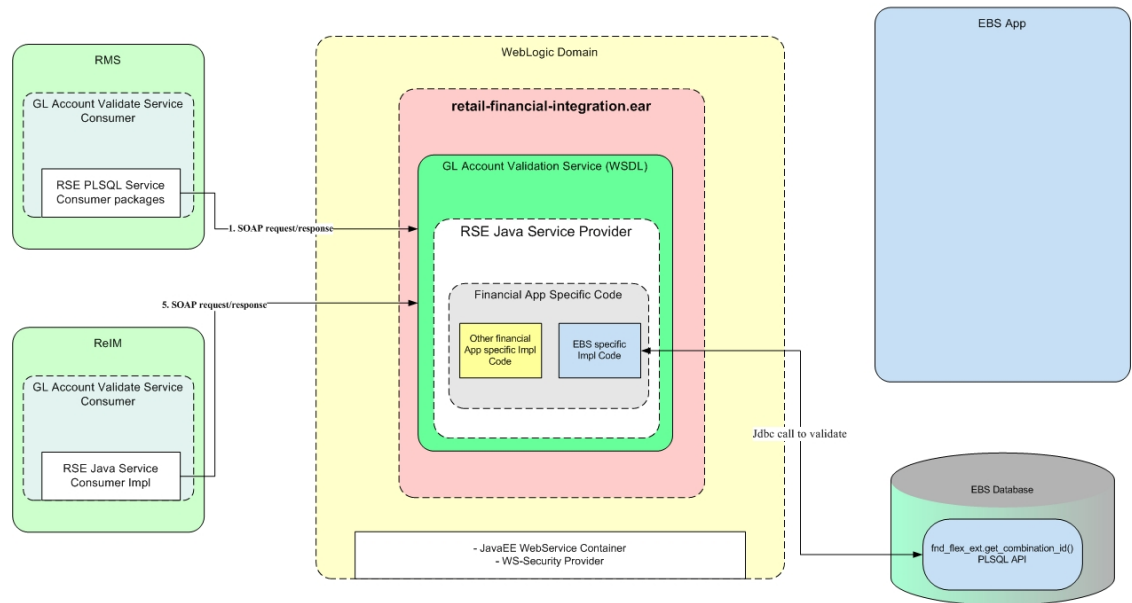 EBS App
RMS
GL Account Validate Service
Consumer
RSE PLSQL Service
Consumer packages
1. SOAP request/response
5. SOAP request/response
ReIM
GL Account Validate Service
Consumer
RSE Java Service
Consumer Impl
WebLogic Domain
retail-financial-integration.ear
GL Account Validation Service (WSDL)
RSE Java Service Provider
Financial App Specific Code
Other financial
App specific Impl
Code
EBS specific
Impl Code
- JavaEE WebService Container
- WS-Security Provider
Jdbc call to validate
EBS Database
fnd_flex_ext.get_combination_id()
PLSQL API